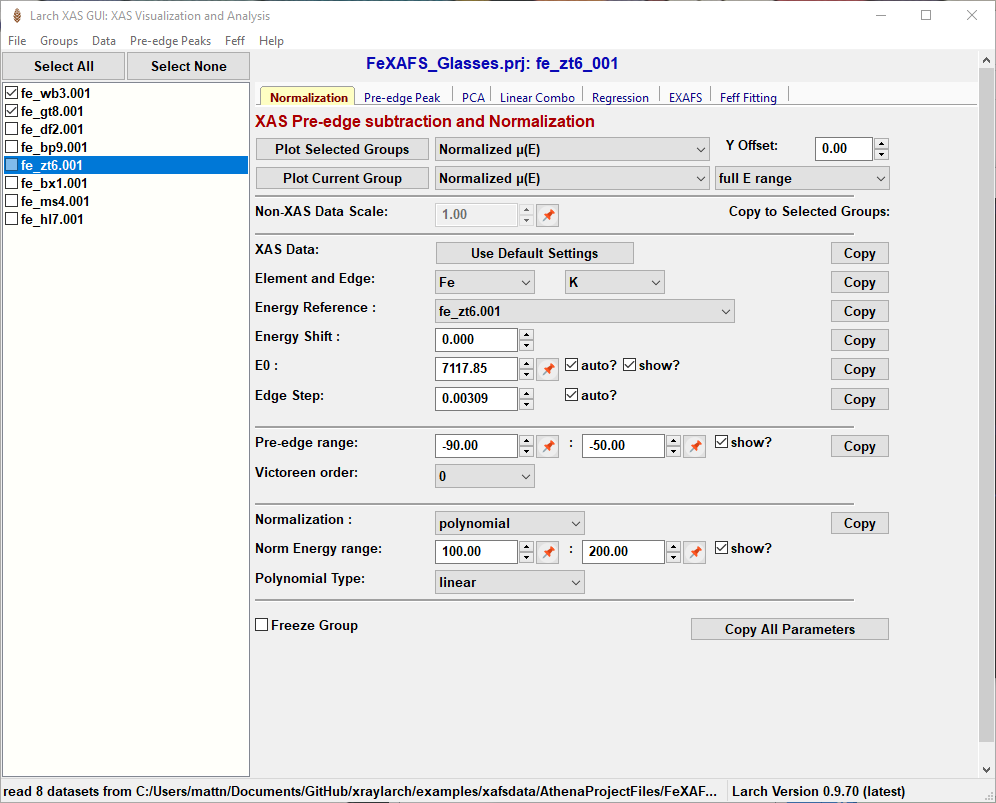 Larch XAS GUI: XAS Visualization and Analysis
File Groups Data Pre-edge Peaks Feff Help
Select All Select None
FeXAFS_Glasses.prj: fe_zt6_001
fe_wb3.001
fe_gt8.001
fe_df2.001
fe_bp9.001
fe_zt6.001
fe_bx1.001
fe_ms4.001
fe_hl7.001
Normalization Pre-edge Peak PCA Linear Combo Regression EXAFS Feff Fitting
XAS Pre-edge subtraction and Normalization
Plot Selected Groups Normalized μ(E) Y Offset: 0.00
Plot Current Group Normalized μ(E) full E range
Non-XAS Data Scale: 1.00 Copy to Selected Groups:
XAS Data: Use Default Settings Copy
Element and Edge: Fe K Copy
Energy Reference : fe_zt6.001 Copy
Energy Shift : 0.000 Copy
E0 : 7117.85 auto? show? Copy
Edge Step: 0.00309 auto? Copy
Pre-edge range: -90.00 : -50.00 show? Copy
Victoreen order: 0
Normalization : polynomial Copy
Norm Energy range: 100.00 : 200.00 show?
Polynomial Type: linear
Freeze Group Copy All Parameters
read 8 datasets from C:/Users/mattn/Documents/GitHub/xraylarch/examples/xafsdata/AthenaProjectFiles/FeXAF... Larch Version 0.9.70 (latest)